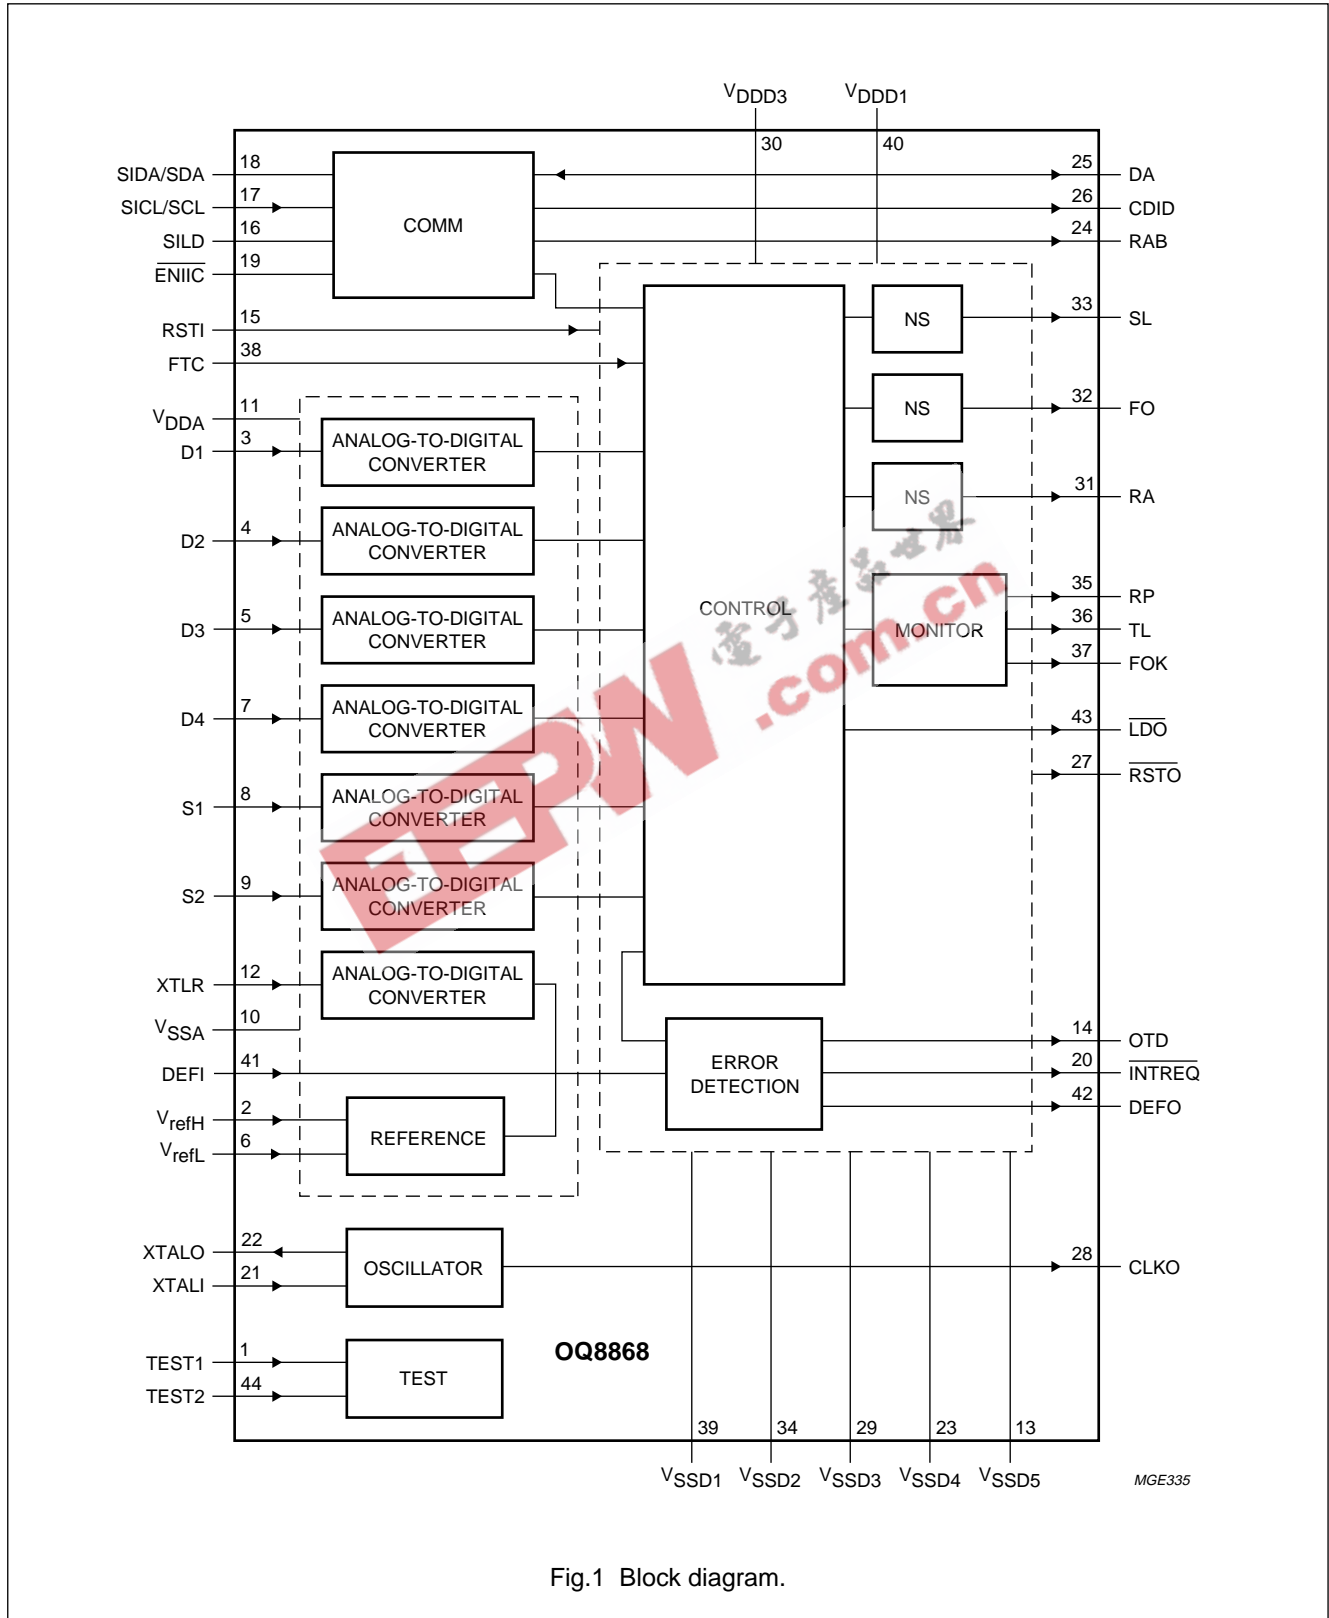 VDDD3 VDDD1
30 40
SIDA/SDA 18
SICL/SCL 17
SILD 16
ENIIC 19
COMM
25 DA
26 CDID
24 RAB
RSTI 15
FTC 38
VDDA 11
D1 3
ANALOG-TO-DIGITAL
CONVERTER
D2 4
ANALOG-TO-DIGITAL
CONVERTER
D3 5
ANALOG-TO-DIGITAL
CONVERTER
D4 7
ANALOG-TO-DIGITAL
CONVERTER
S1 8
ANALOG-TO-DIGITAL
CONVERTER
S2 9
ANALOG-TO-DIGITAL
CONVERTER
XTLR 12
ANALOG-TO-DIGITAL
CONVERTER
VSSA 10
DEFI 41
VrefH 2
VrefL 6
REFERENCE
CONTROL
NS 33 SL
NS 32 FO
NS 31 RA
MONITOR
35 RP
36 TL
37 FOK
43 LDO
27 RSTO
ERROR
DETECTION
14 OTD
20 INTREQ
42 DEFO
XTALO 22
XTALI 21
OSCILLATOR
28 CLKO
TEST1 1
TEST2 44
TEST
OQ8868
39 34 29 23 13
VSSD1 VSSD2 VSSD3 VSSD4 VSSD5
MGE335
電子產品世界
EEPW.com.cn
Fig.1 Block diagram.